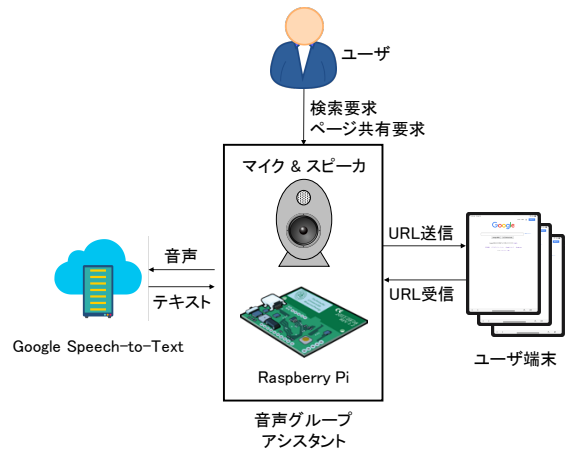 ユーザ
検索要求
ページ共有要求
マイク & スピーカ
Google
URL送信
音声
URL受信
テキスト
Google Speech-to-Text
ユーザ端末
Raspberry Pi
音声グループ
アシスタント